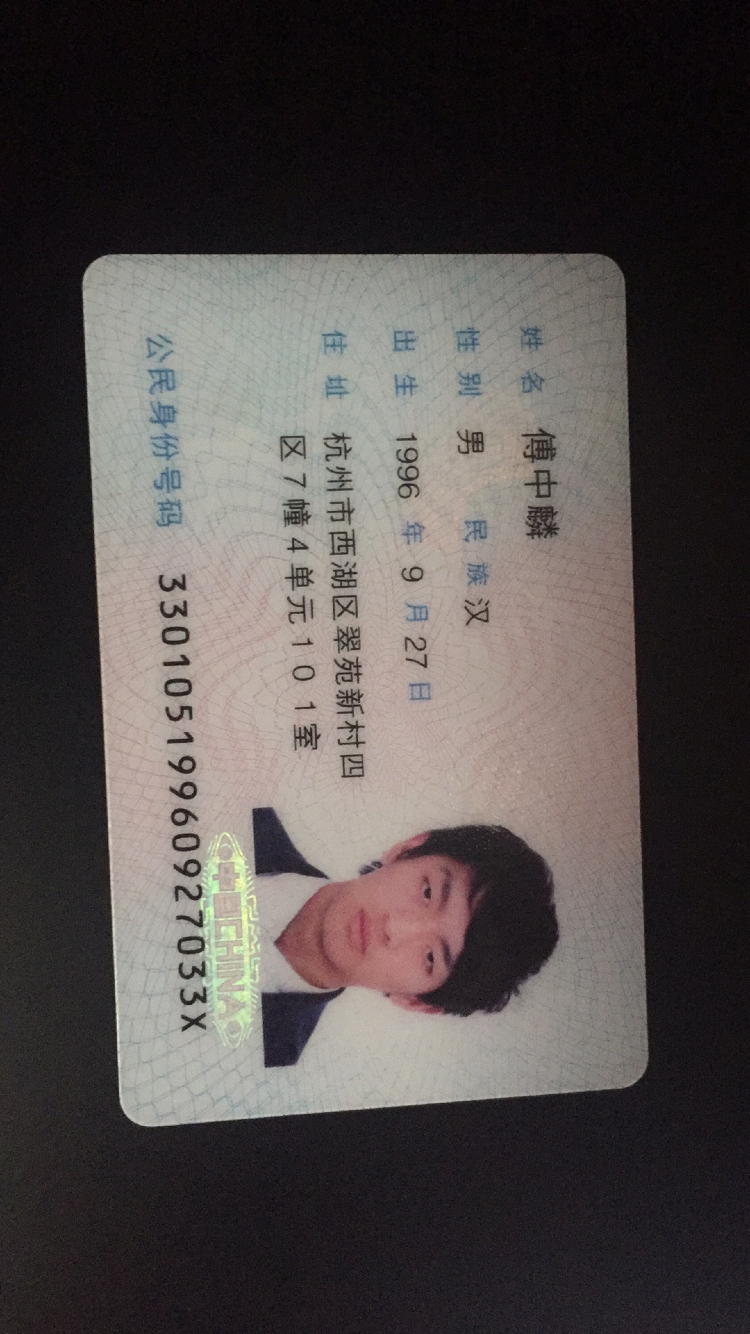 姓名 傅中麟
性别 男 民族 汉
出生 1996 年 9 月 27 日
住址 杭州市西湖区翠苑新村四
区7幢4单元101室
公民身份号码 33010519960927033X
中国CHINA